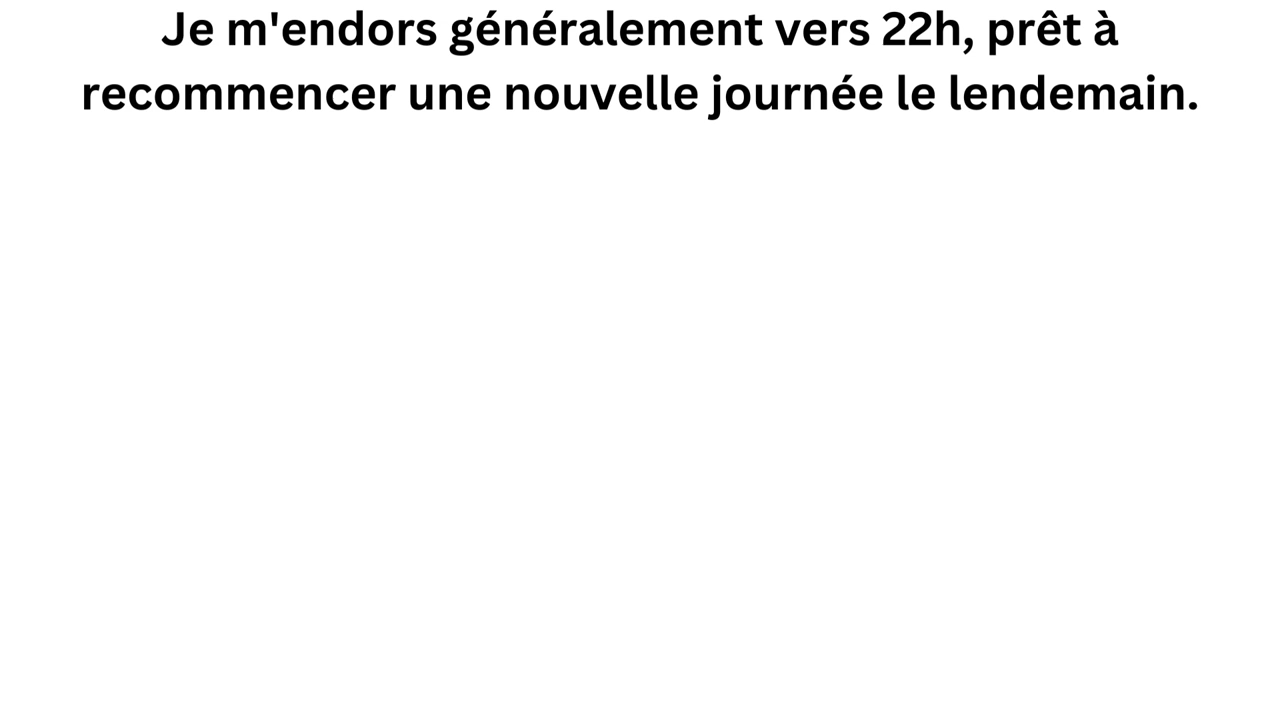 Je m'endors généralement vers 22h, prêt à
recommencer une nouvelle journée le lendemain.